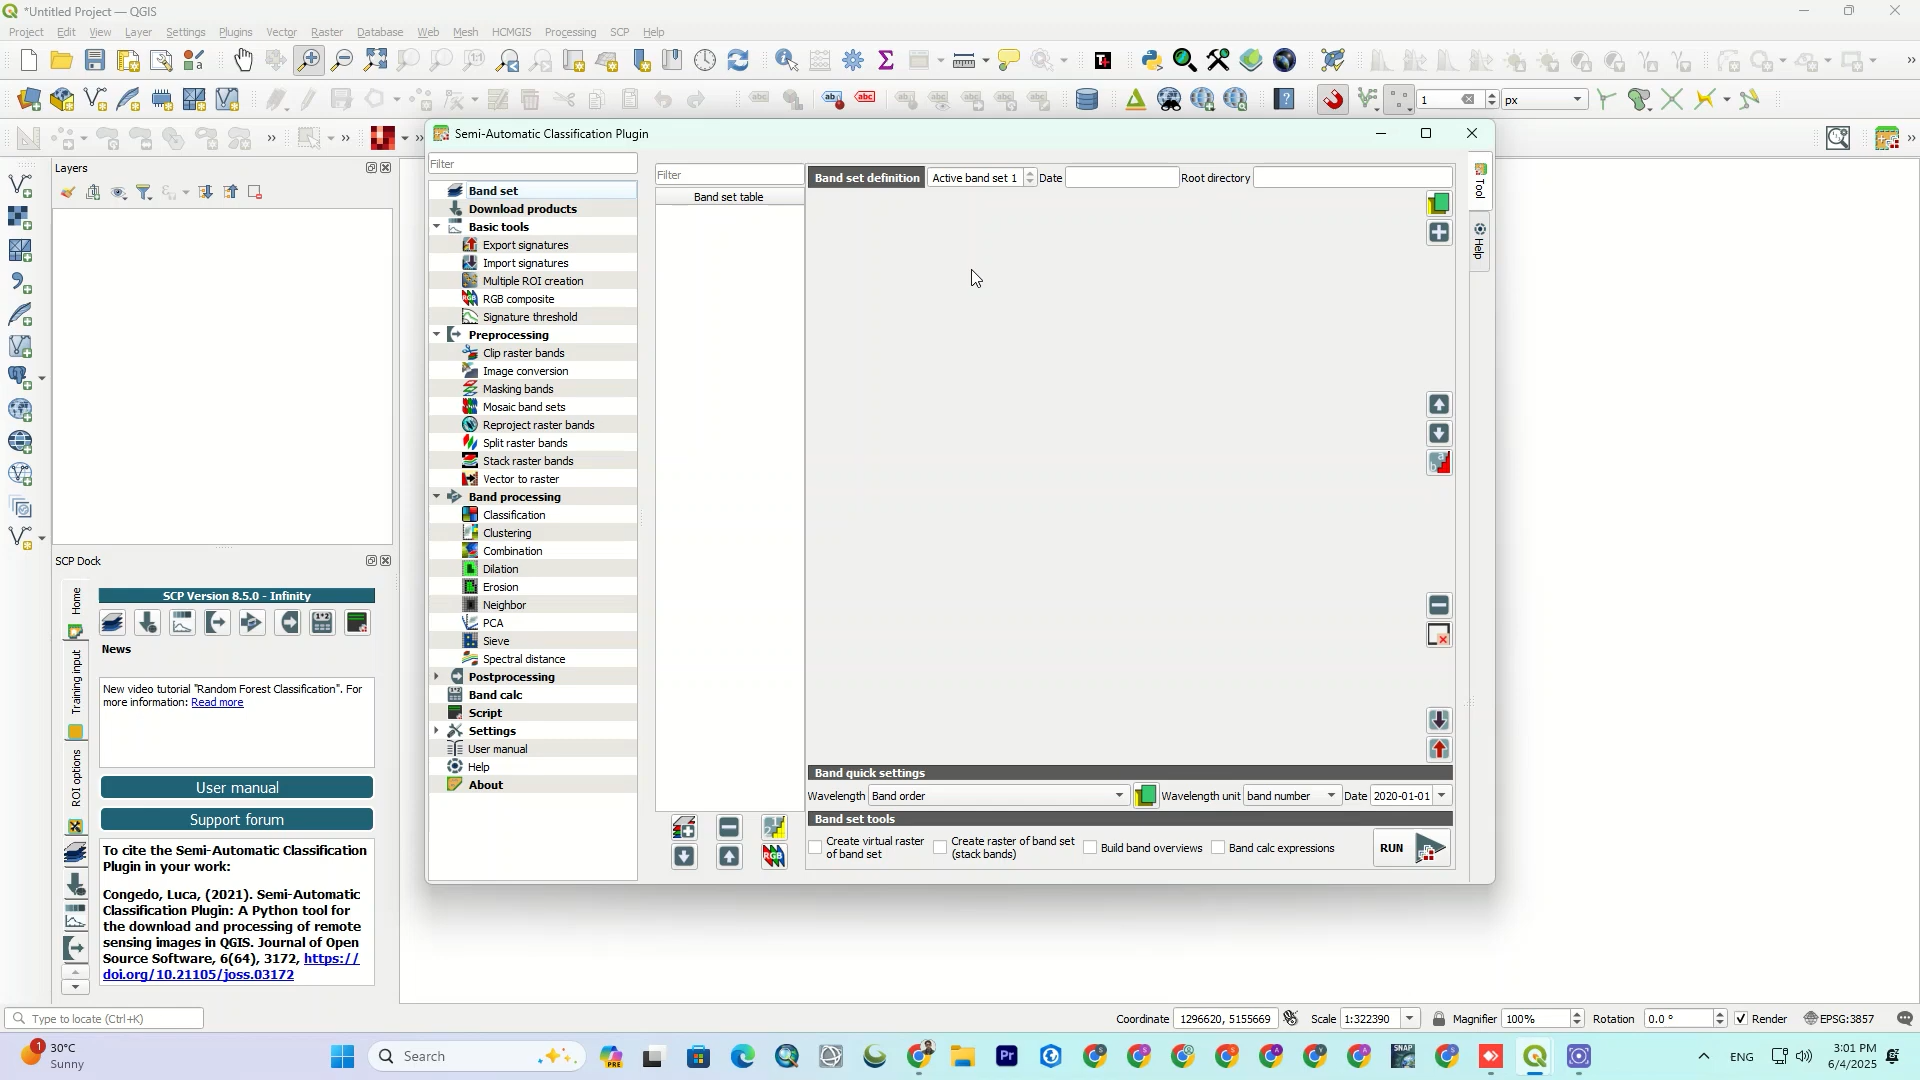 *Untitled Project — QGIS
Project Edit View Layer Settings Plugins Vector Raster Database Web Mesh HCMGIS Processing SCP Help
1 px
Layers
Semi-Automatic Classification Plugin
Filter
Band set
Download products
Basic tools
Export signatures
Import signatures
Multiple ROI creation
RGB composite
Signature threshold
Preprocessing
Clip raster bands
Image conversion
Masking bands
Mosaic band sets
Reproject raster bands
Split raster bands
Stack raster bands
Vector to raster
Band processing
Classification
Clustering
Combination
Dilation
Erosion
Neighbor
PCA
Sieve
Spectral distance
Postprocessing
Band calc
Script
Settings
User manual
Help
About
Filter
Band set table
Band set definition Active band set 1 Date Root directory
Tool
Help
Band quick settings
Wavelength Band order Wavelength unit band number Date 2020-01-01
Band set tools
Create virtual raster of band set
Create raster of band set (stack bands)
Build band overviews
Band calc expressions
RUN
SCP Dock
Home
Training input
ROI options
SCP Version 8.5.0 - Infinity
News
New video tutorial "Random Forest Classification". For
more information: Read more
User manual
Support forum
To cite the Semi-Automatic Classification
Plugin in your work:
Congedo, Luca, (2021). Semi-Automatic
Classification Plugin: A Python tool for
the download and processing of remote
sensing images in QGIS. Journal of Open
Source Software, 6(64), 3172, https://
doi.org/10.21105/joss.03172
Type to locate (Ctrl+K)
Coordinate 1296620, 5155669 Scale 1:322390 Magnifier 100% Rotation 0.0 ° Render EPSG:3857
1
30°C
Sunny
Search
PRE
Pr
SNAP
ENG
3:01 PM
6/4/2025